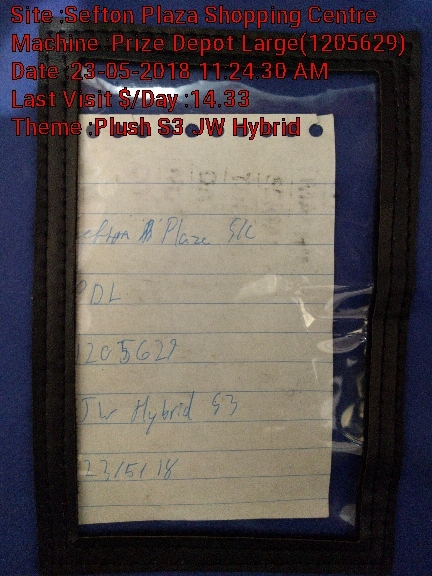 Site :Sefton Plaza Shopping Centre
Machine :Prize Depot Large(1205629)
Date :23-05-2018 11:24:30 AM
Last Visit $/Day :14.33
Theme :Plush S3 JW Hybrid
efton Plaza S/C
PDL
1205629
JW Hybrid S3
23/5/18